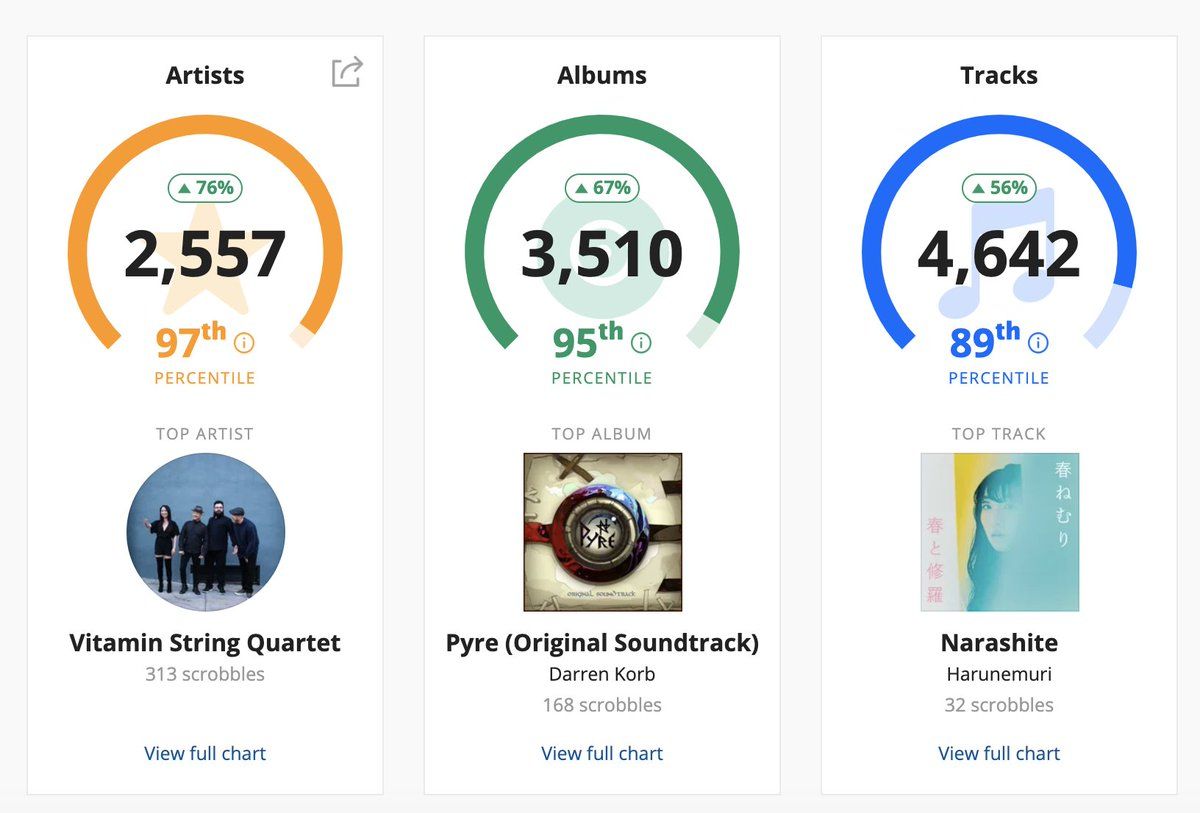 Artists
▲ 76%
2,557
97th
PERCENTILE
TOP ARTIST
Vitamin String Quartet
313 scrobbles
View full chart
Albums
▲ 67%
3,510
95th
PERCENTILE
TOP ALBUM
PYRE
ORIGINAL SOUNDTRACK
Pyre (Original Soundtrack)
Darren Korb
168 scrobbles
View full chart
Tracks
▲ 56%
4,642
89th
PERCENTILE
TOP TRACK
春ねむり
春と修羅
Narashite
Harunemuri
32 scrobbles
View full chart